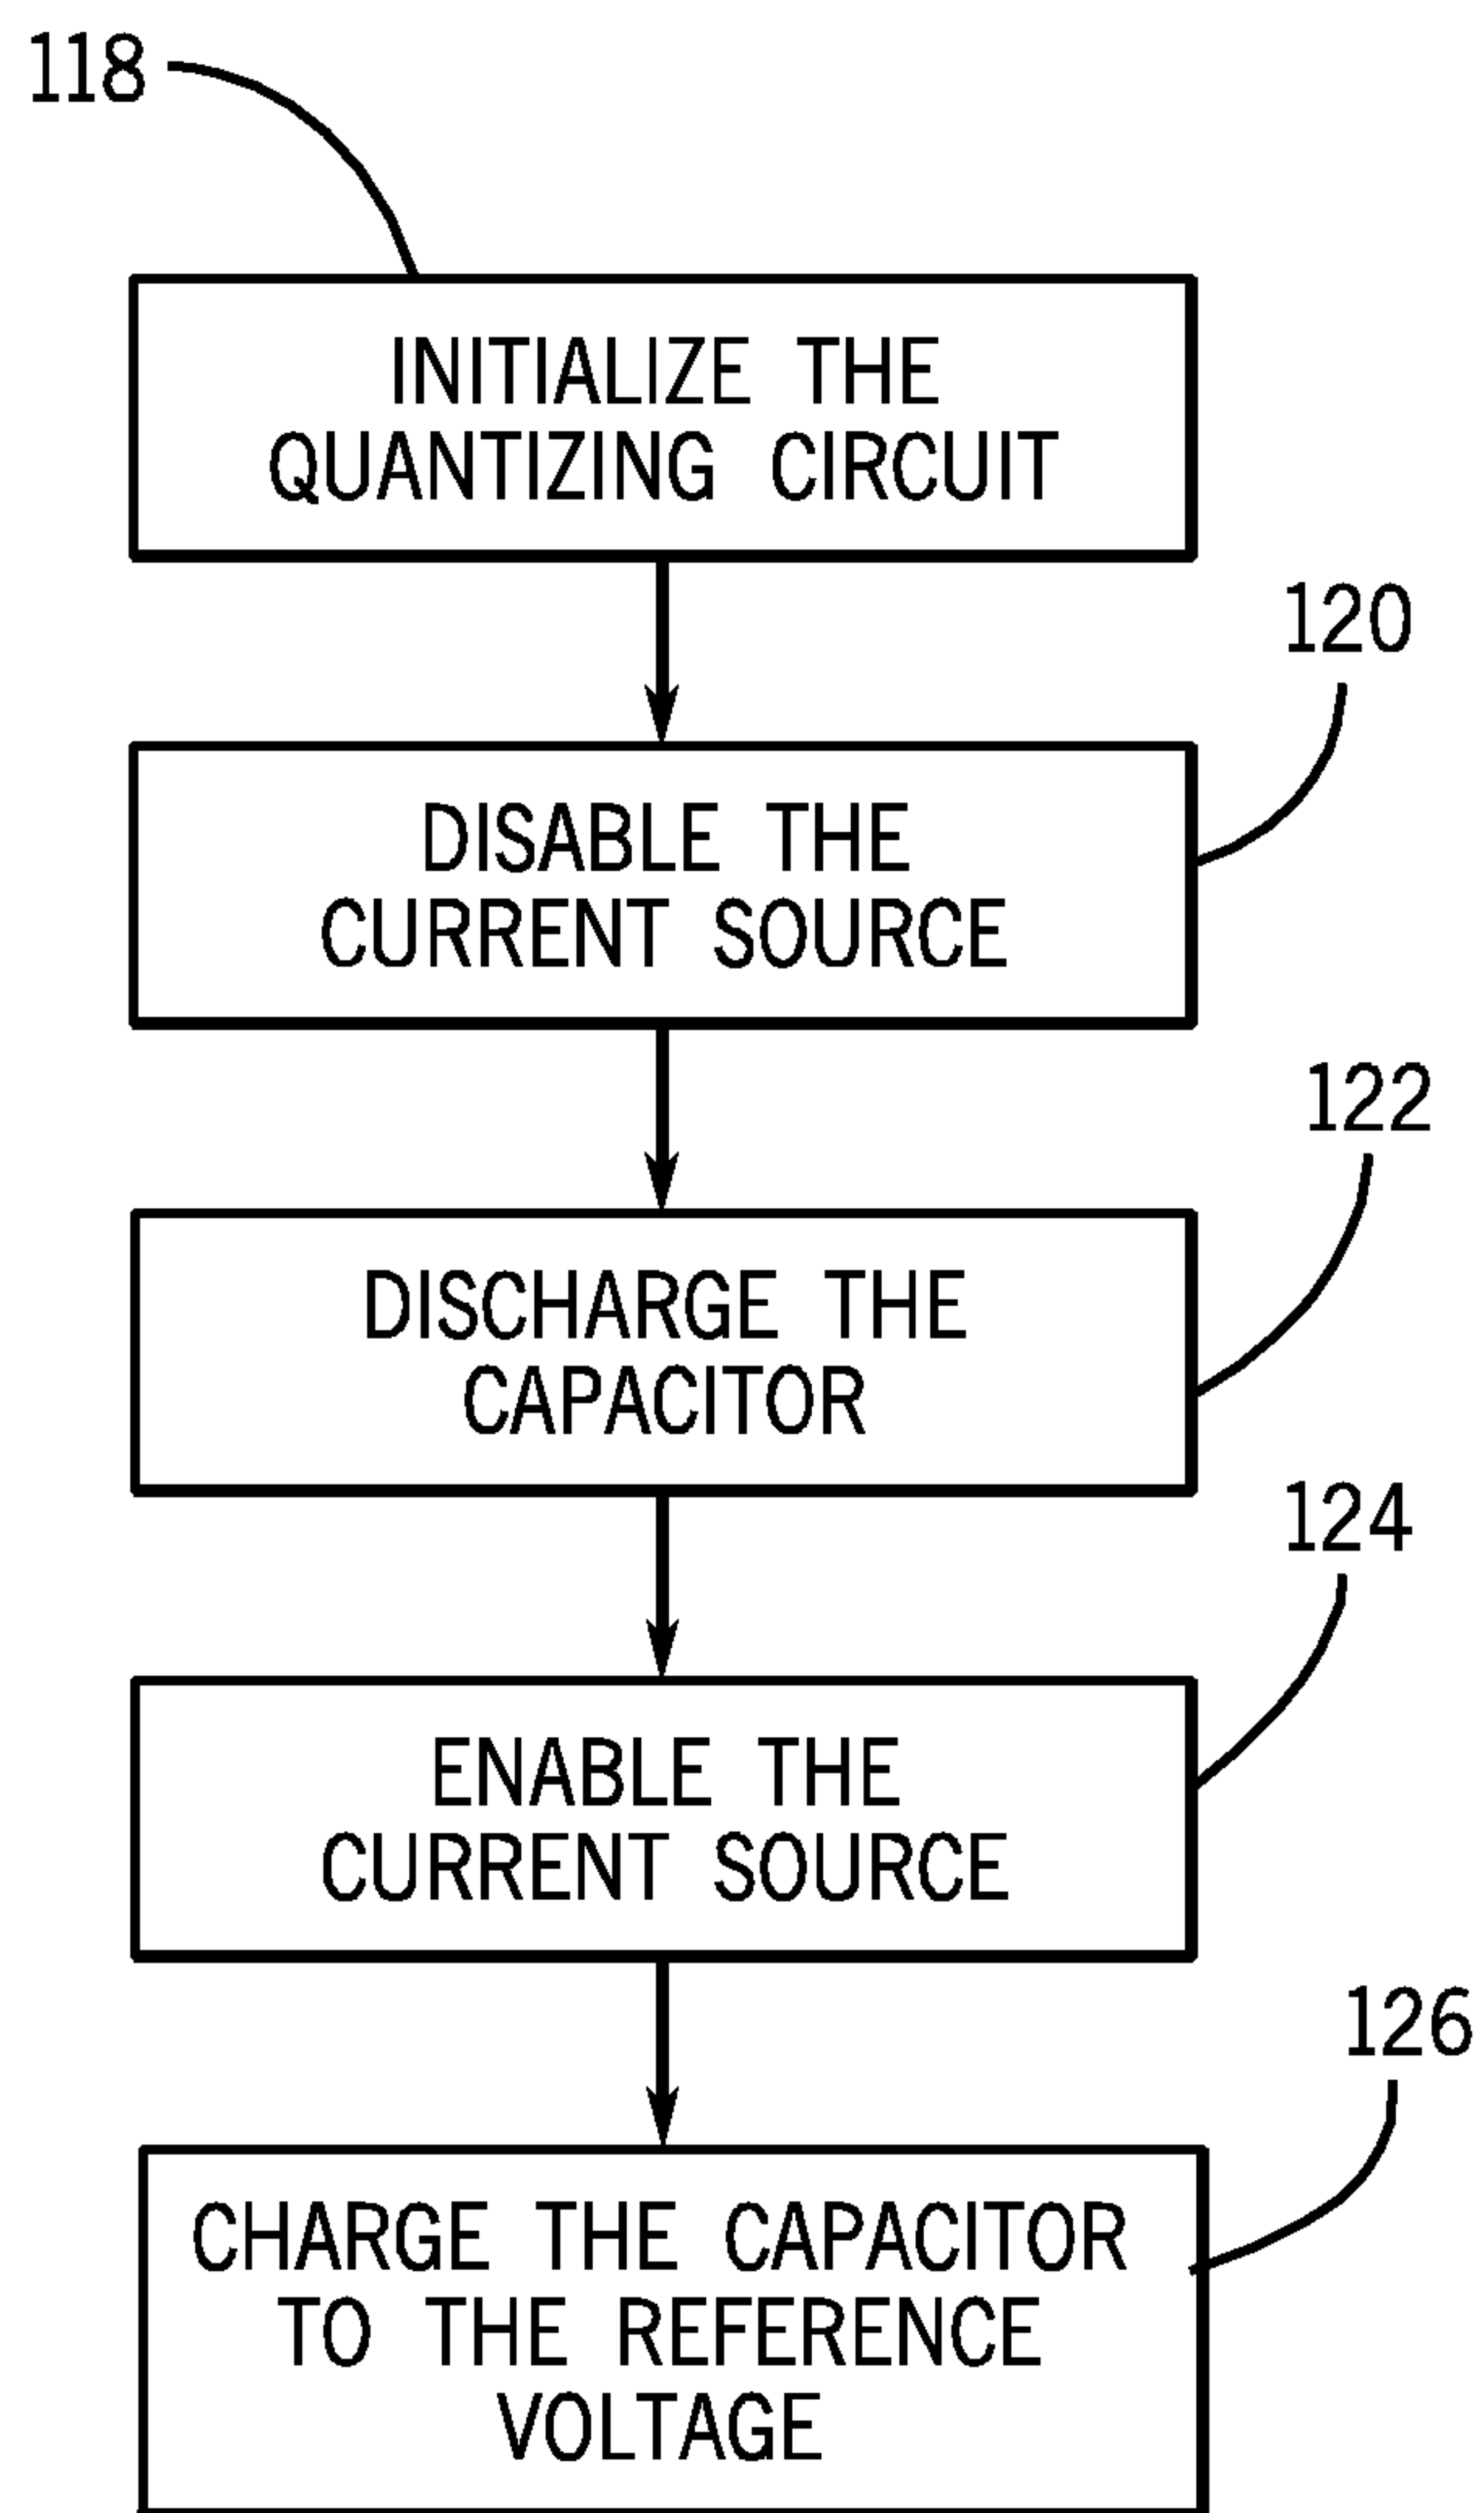 118
INITIALIZE THE
QUANTIZING CIRCUIT
120
DISABLE THE
CURRENT SOURCE
122
DISCHARGE THE
CAPACITOR
124
ENABLE THE
CURRENT SOURCE
126
CHARGE THE CAPACITOR
TO THE REFERENCE
VOLTAGE